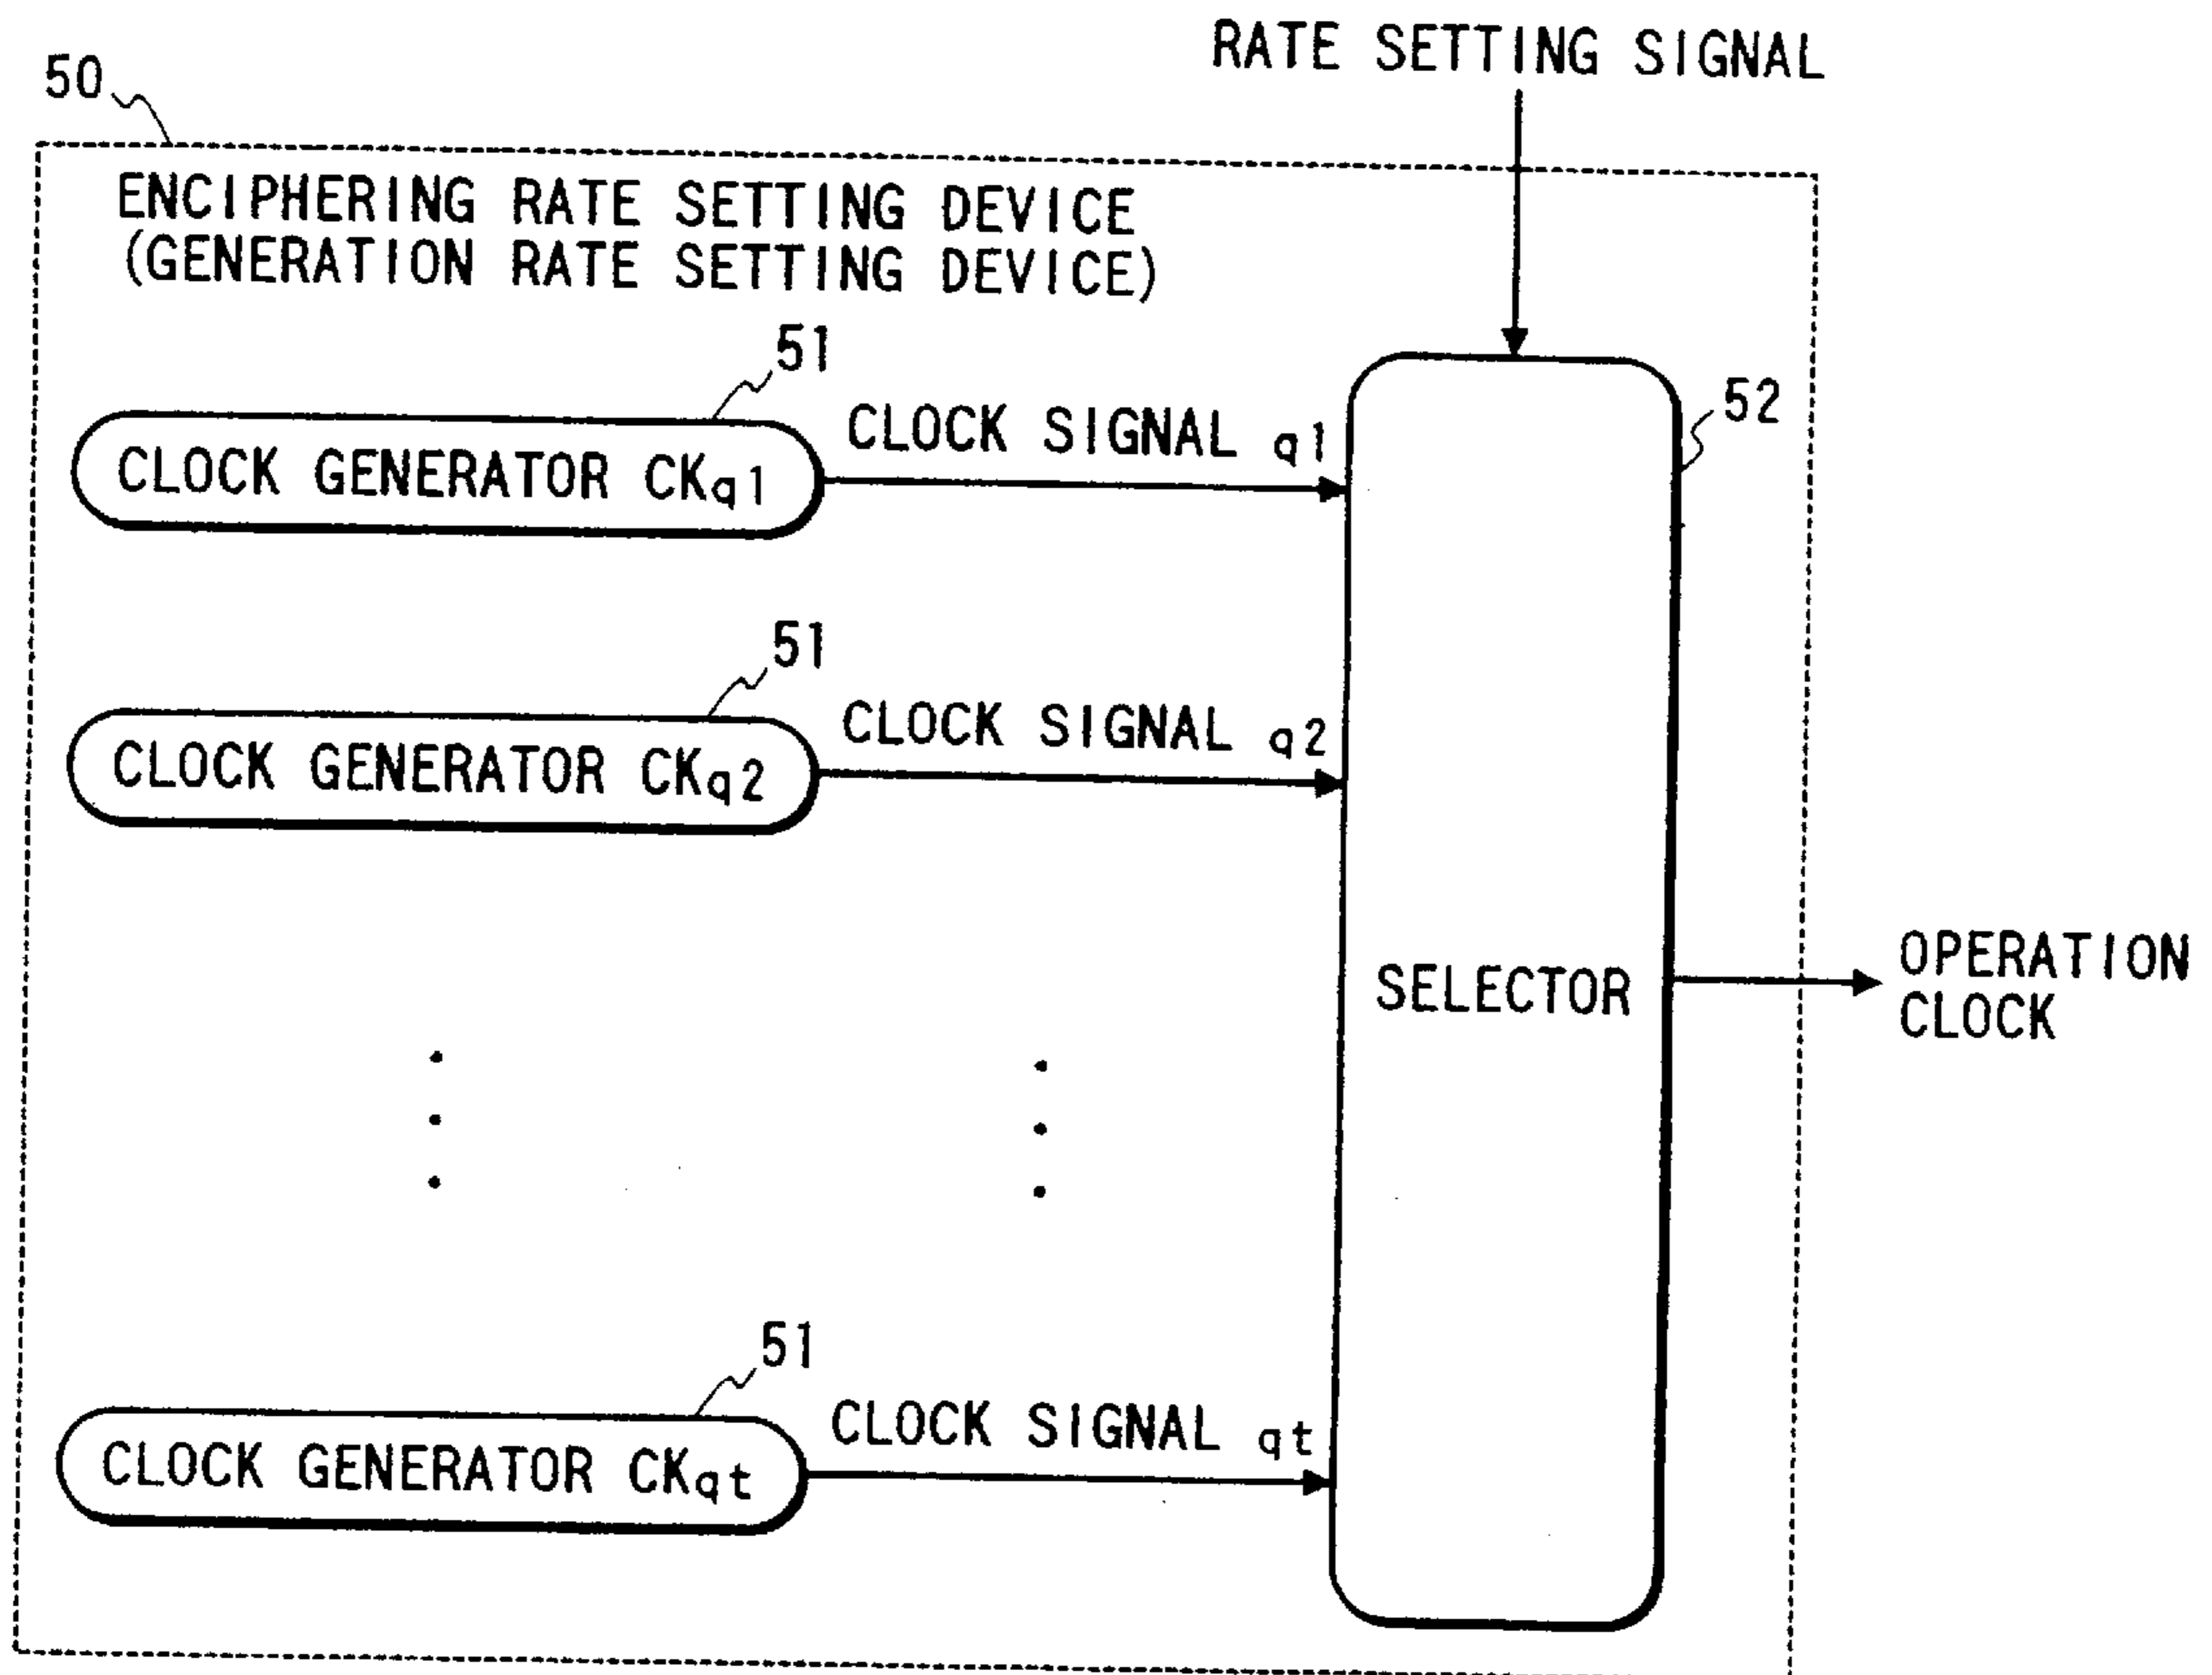 RATE SETTING SIGNAL
50
ENCIPHERING RATE SETTING DEVICE
(GENERATION RATE SETTING DEVICE)
51
CLOCK GENERATOR CKq1
CLOCK SIGNAL q1
52
51
CLOCK GENERATOR CKq2
CLOCK SIGNAL q2
SELECTOR
OPERATION
CLOCK
51
CLOCK GENERATOR CKqt
CLOCK SIGNAL qt